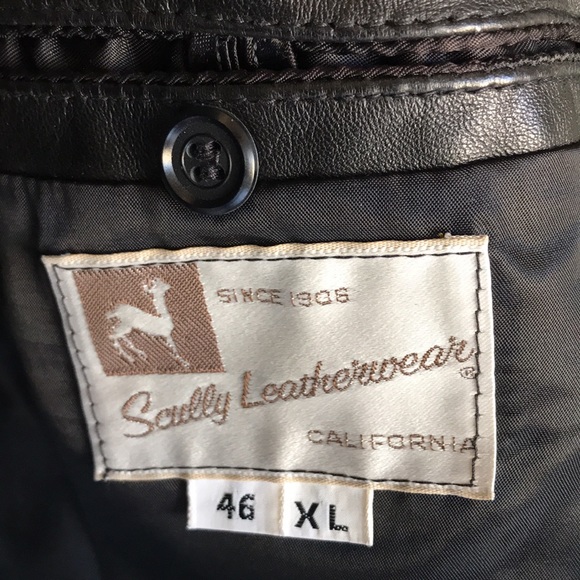 SINCE 1906
Scully Leatherwear®
CALIFORNIA
46 XL